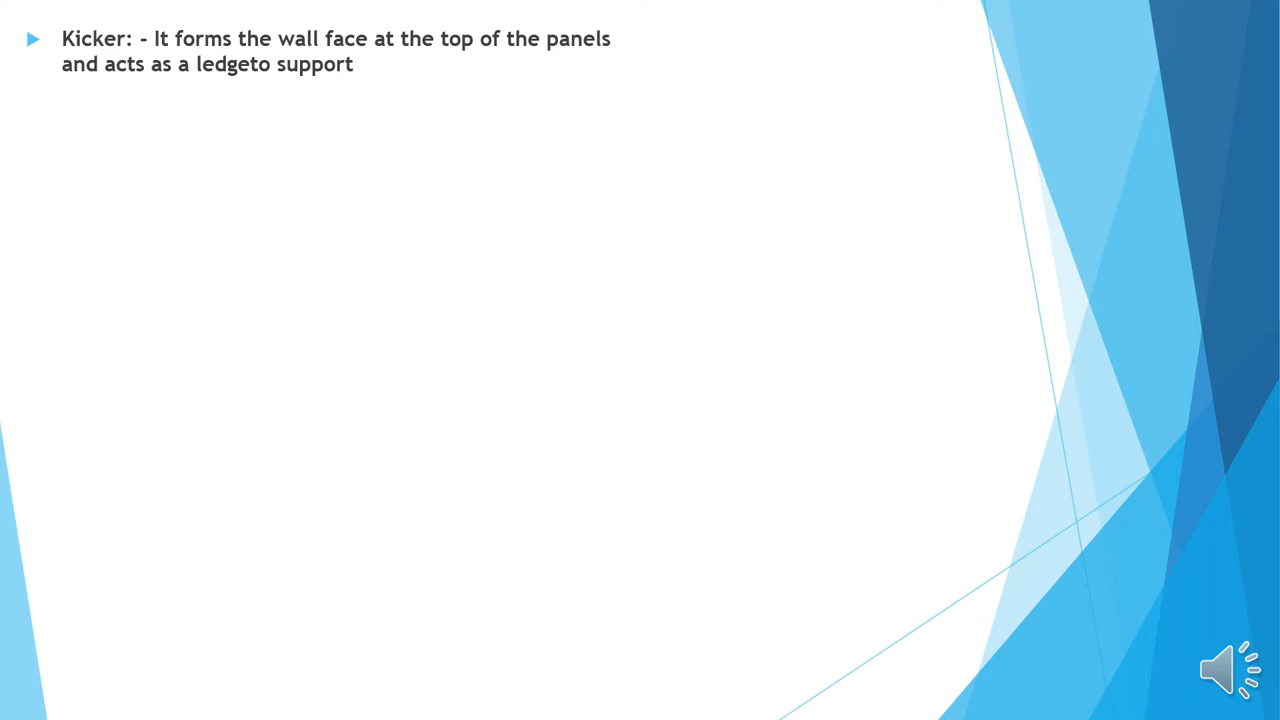 Kicker: - It forms the wall face at the top of the panels
and acts as a ledgeto support